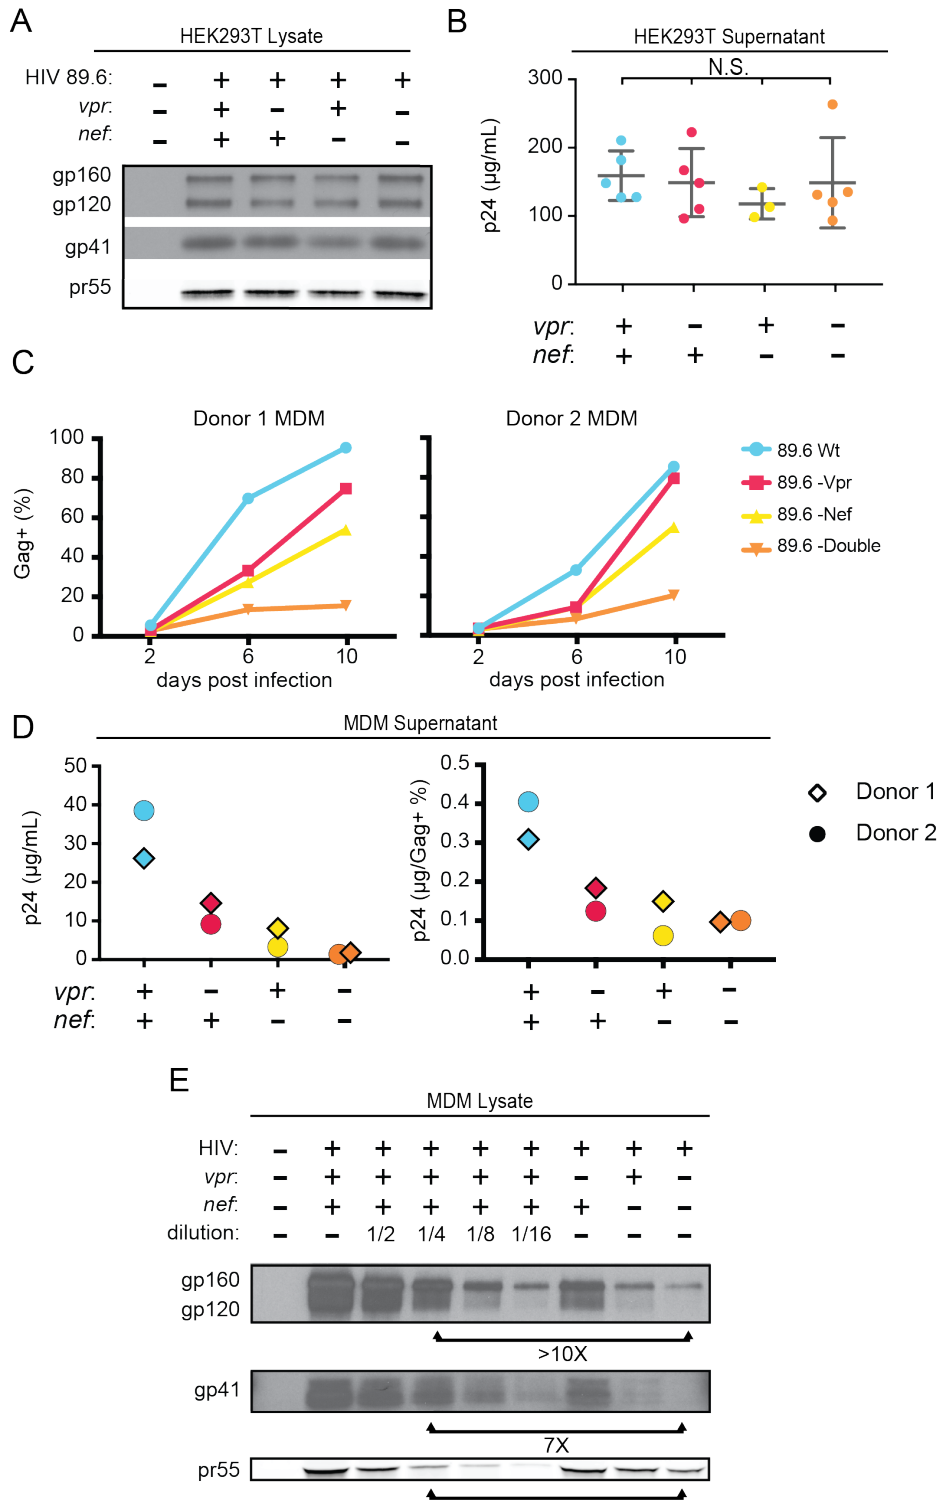 A
HEK293T Lysate
HIV 89.6: – + + + +
vpr: – + – + –
nef: – + + – –
gp160
gp120
gp41
pr55
B
HEK293T Supernatant
N.S.
300
200
100
0
p24 (µg/mL)
vpr: + – + –
nef: + + – –
C
Donor 1 MDM
Donor 2 MDM
100
80
60
40
20
0
Gag+ (%)
2 6 10
days post infection
2 6 10
days post infection
89.6 Wt
89.6 -Vpr
89.6 -Nef
89.6 -Double
D
MDM Supernatant
50
40
30
20
10
0
p24 (µg/mL)
vpr: + – + –
nef: + + – –
0.5
0.4
0.3
0.2
0.1
0.0
p24 (µg/Gag+ %)
+ – + –
+ + – –
Donor 1
Donor 2
E
MDM Lysate
HIV: – + + + + + + + +
vpr: – + + + + + – + –
nef: – + + + + + + – –
dilution: – – 1/2 1/4 1/8 1/16 – – –
gp160
gp120
>10X
gp41
7X
pr55